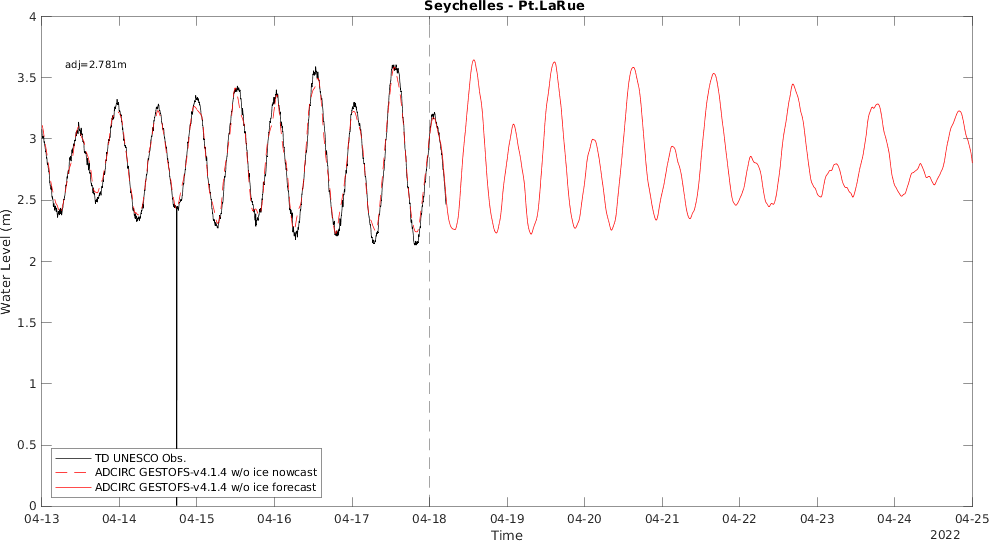 Seychelles - Pt.LaRue
4
3.5
3
2.5
2
1.5
1
0.5
0
Water Level (m)
adj=2.781m
TD UNESCO Obs.
ADCIRC GESTOFS-v4.1.4 w/o ice nowcast
ADCIRC GESTOFS-v4.1.4 w/o ice forecast
04-13 04-14 04-15 04-16 04-17 04-18 04-19 04-20 04-21 04-22 04-23 04-24 04-25
Time
2022